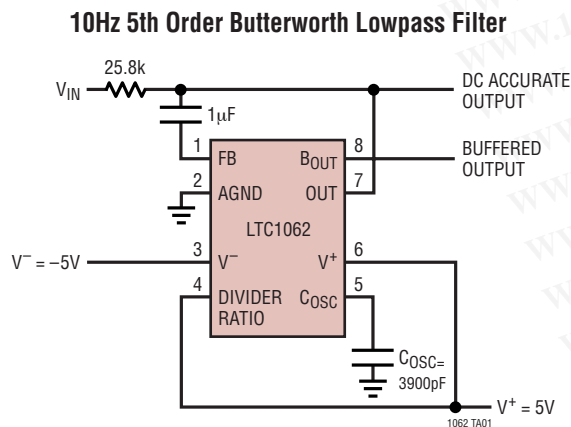 10Hz 5th Order Butterworth Lowpass Filter
25.8k
VIN
DC ACCURATE
OUTPUT
1µF
1
FB
BOUT
8
BUFFERED
OUTPUT
2
AGND
OUT
7
LTC1062
V– = –5V
3
V–
V+
6
4
DIVIDER
RATIO
COSC
5
COSC=
3900pF
V+ = 5V
1062 TA01